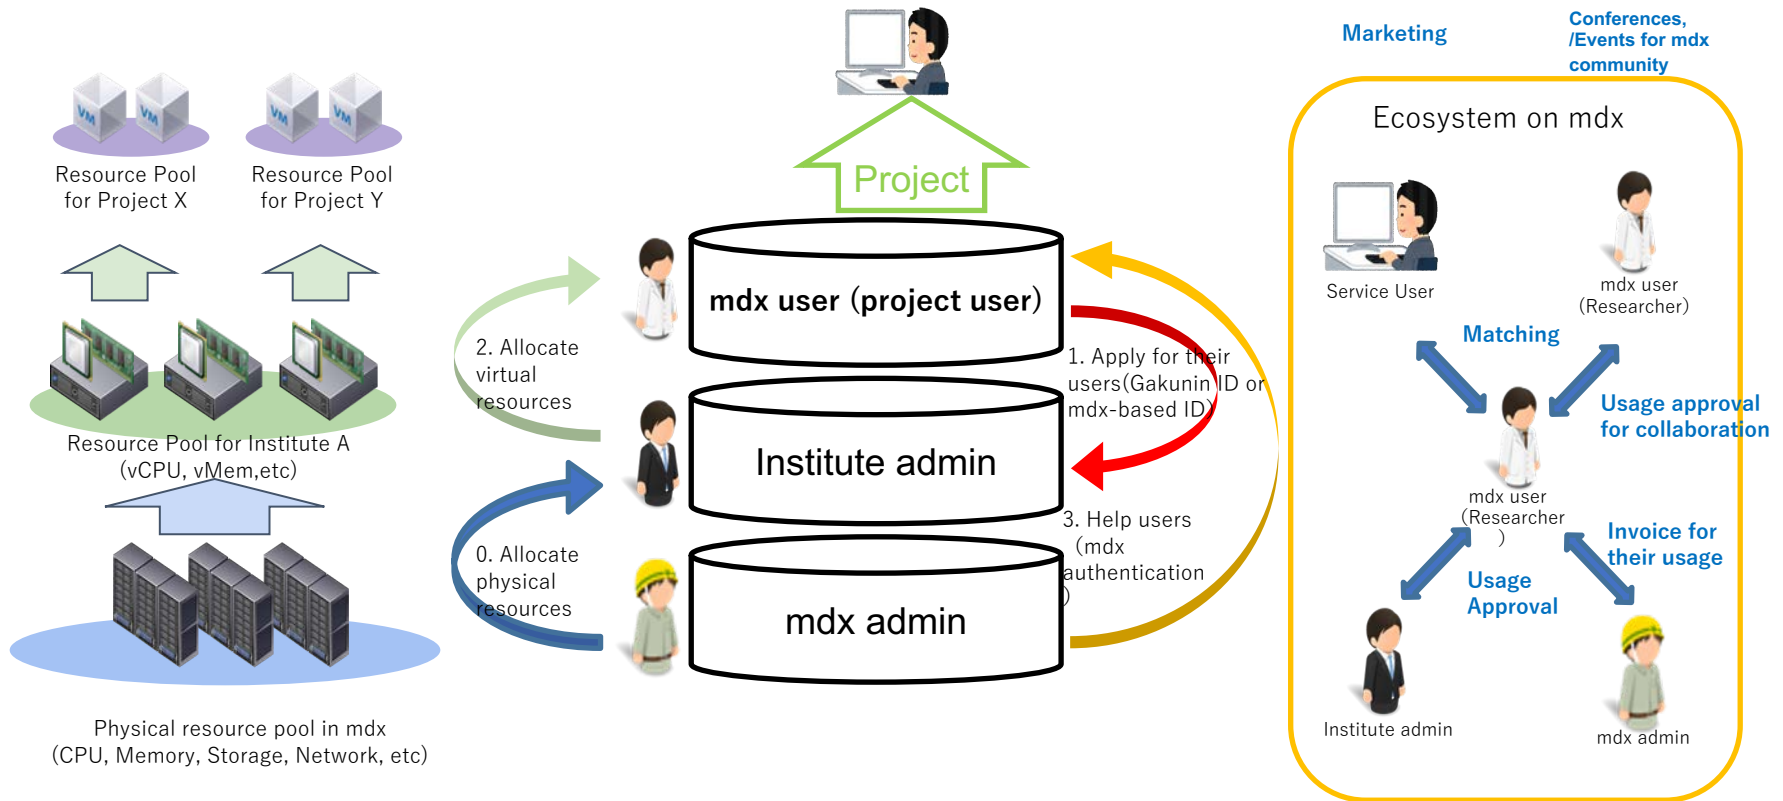 VM
VM
VM
VM
Resource Pool
for Project X
Resource Pool
for Project Y
Resource Pool for Institute A
(vCPU, vMem,etc)
Physical resource pool in mdx
(CPU, Memory, Storage, Network, etc)
Project
mdx user (project user)
Institute admin
mdx admin
2. Allocate
virtual
resources
0. Allocate
physical
resources
1. Apply for their
users(Gakunin ID or
mdx-based ID)
3. Help users
(mdx
authentication
)
Marketing
Conferences,
/Events for mdx
community
Ecosystem on mdx
Service User
mdx user
(Researcher)
Matching
Usage approval
for collaboration
mdx user
(Researcher
)
Invoice for
their usage
Usage
Approval
Institute admin
mdx admin